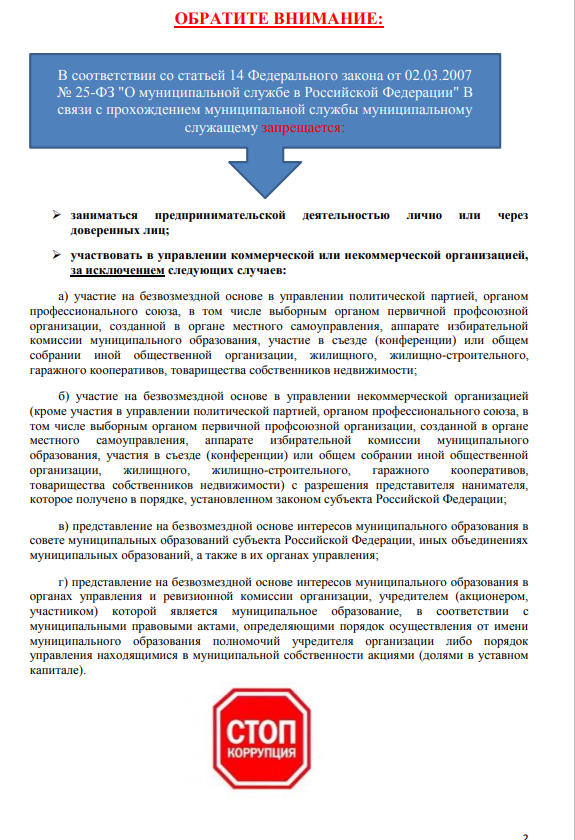 ОБРАТИТЕ ВНИМАНИЕ:
В соответствии со статьей 14 Федерального закона от 02.03.2007
№ 25-ФЗ "О муниципальной службе в Российской Федерации" В
связи с прохождением муниципальной службы муниципальному
служащему запрещается:
➢ заниматься предпринимательской деятельностью лично или через
доверенных лиц;
➢ участвовать в управлении коммерческой или некоммерческой организацией,
за исключением следующих случаев:
а) участие на безвозмездной основе в управлении политической партией, органом
профессионального союза, в том числе выборным органом первичной профсоюзной
организации, созданной в органе местного самоуправления, аппарате избирательной
комиссии муниципального образования, участие в съезде (конференции) или общем
собрании иной общественной организации, жилищного, жилищно-строительного,
гаражного кооперативов, товарищества собственников недвижимости;
б) участие на безвозмездной основе в управлении некоммерческой организацией
(кроме участия в управлении политической партией, органом профессионального союза, в
том числе выборным органом первичной профсоюзной организации, созданной в органе
местного самоуправления, аппарате избирательной комиссии муниципального
образования, участия в съезде (конференции) или общем собрании иной общественной
организации, жилищного, жилищно-строительного, гаражного кооперативов,
товарищества собственников недвижимости) с разрешения представителя нанимателя,
которое получено в порядке, установленном законом субъекта Российской Федерации;
в) представление на безвозмездной основе интересов муниципального образования в
совете муниципальных образований субъекта Российской Федерации, иных объединениях
муниципальных образований, а также в их органах управления;
г) представление на безвозмездной основе интересов муниципального образования в
органах управления и ревизионной комиссии организации, учредителем (акционером,
участником) которой является муниципальное образование, в соответствии с
муниципальными правовыми актами, определяющими порядок осуществления от имени
муниципального образования полномочий учредителя организации либо порядок
управления находящимися в муниципальной собственности акциями (долями в уставном
капитале).
СТОП
КОРРУПЦИЯ
2